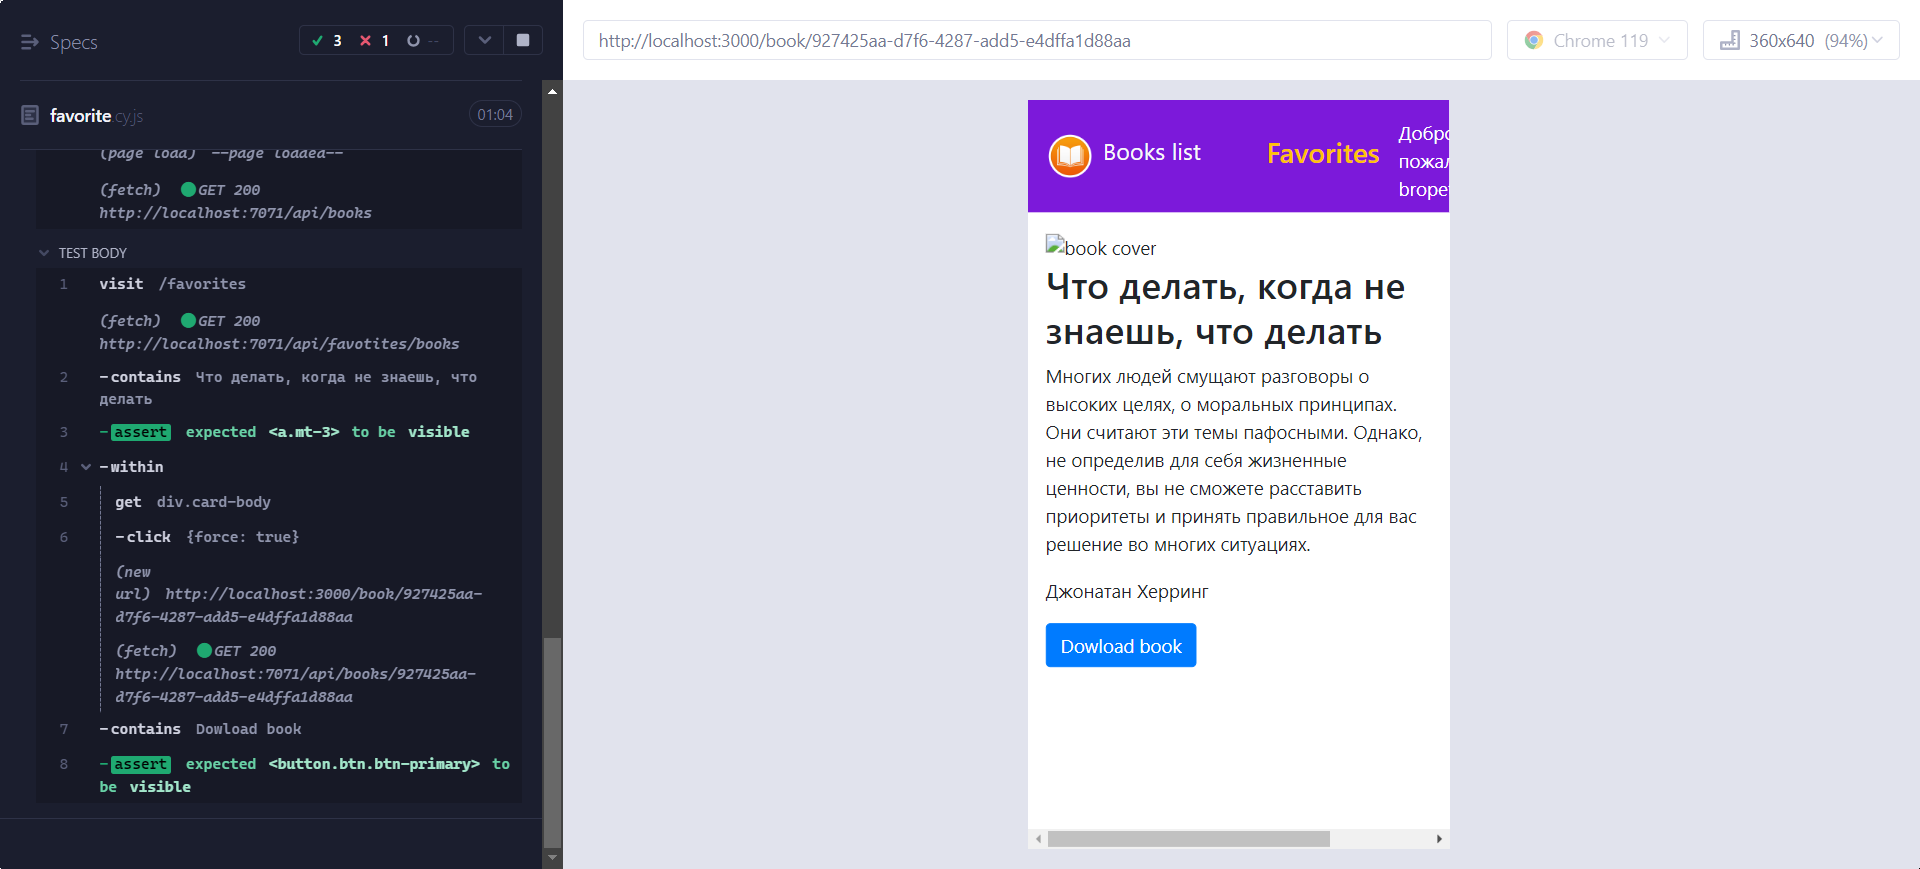 Specs
3 1 --
favorite.cy.js
01:04
(page load) --page loaded--
(fetch) GET 200
http://localhost:7071/api/books
TEST BODY
1 visit /favorites
(fetch) GET 200
http://localhost:7071/api/favotites/books
2 -contains Что делать, когда не знаешь, что
делать
3 -assert expected <a.mt-3> to be visible
4 -within
5 get div.card-body
6 -click {force: true}
(new
url) http://localhost:3000/book/927425aa-
d7f6-4287-add5-e4dffa1d88aa
(fetch) GET 200
http://localhost:7071/api/books/927425aa-
d7f6-4287-add5-e4dffa1d88aa
7 -contains Dowload book
8 -assert expected <button.btn.btn-primary> to
be visible
http://localhost:3000/book/927425aa-d7f6-4287-add5-e4dffa1d88aa
Chrome 119
360x640 (94%)
Books list
Favorites
Добро
пожал
brope
book cover
Что делать, когда не
знаешь, что делать
Многих людей смущают разговоры о
высоких целях, о моральных принципах.
Они считают эти темы пафосными. Однако,
не определив для себя жизненные
ценности, вы не сможете расставить
приоритеты и принять правильное для вас
решение во многих ситуациях.
Джонатан Херринг
Dowload book